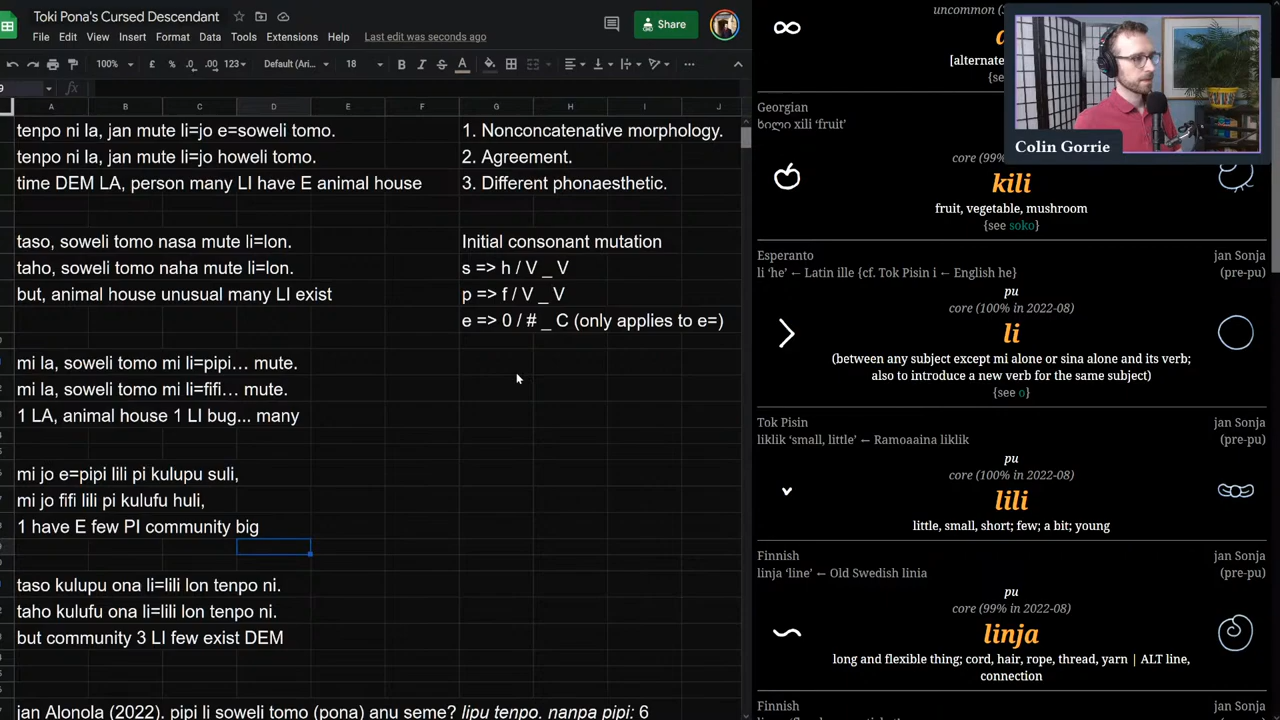 Toki Pona's Cursed Descendant
File Edit View Insert Format Data Tools Extensions Help Last edit was seconds ago
Share
100% £ % .0 .00 123 Default (Ari... 18 B I S A
A B C D E F G H I J
tenpo ni la, jan mute li=jo e=soweli tomo.
tenpo ni la, jan mute li=jo howeli tomo.
time DEM LA, person many LI have E animal house
1. Nonconcatenative morphology.
2. Agreement.
3. Different phonaesthetic.
taso, soweli tomo nasa mute li=lon.
taho, soweli tomo naha mute li=lon.
but, animal house unusual many LI exist
Initial consonant mutation
s => h / V _ V
p => f / V _ V
e => 0 / # _ C (only applies to e=)
mi la, soweli tomo mi li=pipi… mute.
mi la, soweli tomo mi li=fifi… mute.
1 LA, animal house 1 LI bug... many
mi jo e=pipi lili pi kulupu suli,
mi jo fifi lili pi kulufu huli,
1 have E few PI community big
taso kulupu ona li=lili lon tenpo ni.
taho kulufu ona li=lili lon tenpo ni.
but community 3 LI few exist DEM
jan Alonola (2022). pipi li soweli tomo (pona) anu seme? lipu tenpo. nanpa pipi: 6
uncommon
[alternate
{see
Georgian
ხილი xili ‘fruit’
core (99%
kili
fruit, vegetable, mushroom
{see soko}
Esperanto
jan Sonja
li ‘he’ ← Latin ille {cf. Tok Pisin i ← English he}
(pre-pu)
pu
core (100% in 2022-08)
li
(between any subject except mi alone or sina alone and its verb;
also to introduce a new verb for the same subject)
{see o}
Tok Pisin
jan Sonja
liklik ‘small, little’ ← Ramoaaina liklik
(pre-pu)
pu
core (100% in 2022-08)
lili
little, small, short; few; a bit; young
Finnish
jan Sonja
linja ‘line’ ← Old Swedish linia
(pre-pu)
pu
core (99% in 2022-08)
linja
long and flexible thing; cord, hair, rope, thread, yarn | ALT line,
connection
Finnish
jan Sonja
Colin Gorrie